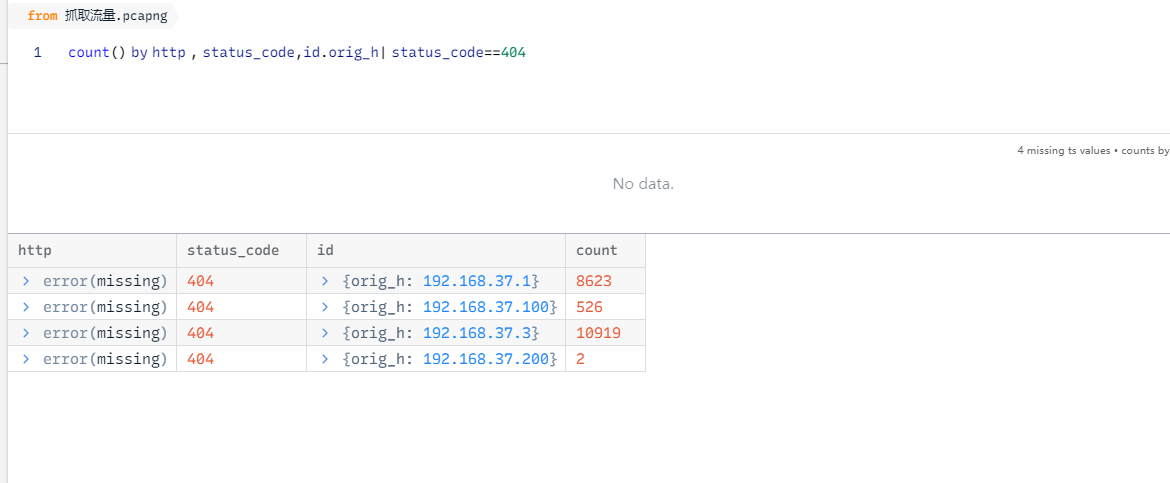 from 抓取流量.pcapng
1 count() by http , status_code,id.orig_h| status_code==404
4 missing ts values • counts by
No data.
http status_code id count
> error(missing) 404 > {orig_h: 192.168.37.1} 8623
> error(missing) 404 > {orig_h: 192.168.37.100} 526
> error(missing) 404 > {orig_h: 192.168.37.3} 10919
> error(missing) 404 > {orig_h: 192.168.37.200} 2